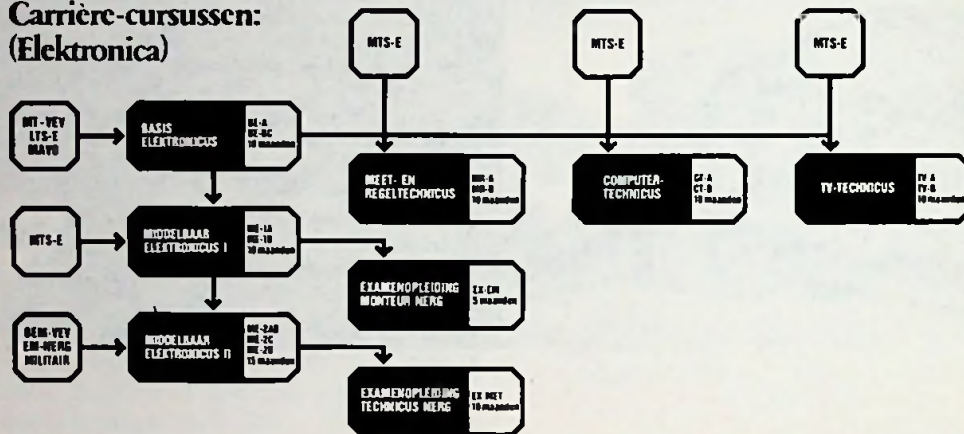 Carrière-cursussen:
(Elektronica)
MTS-E
MTS-E
MTS-E
MT-VEV
LTS-E
MAVO
BASIS
ELEKTRONICUS
BE-A
BE-BC
10 maanden
MEET- EN
REGELTECHNICUS
MR-A
MR-B
10 maanden
COMPUTER-
TECHNICUS
CT-A
CT-B
10 maanden
TV-TECHNICUS
TV-A
TV-B
10 maanden
MTS-E
MIDDELBAAR
ELEKTRONICUS I
ME-1A
ME-1B
10 maanden
EXAMENOPLEIDING
MONTEUR NERG
EX-EM
5 maanden
BEM-VEV
EM-NERG
MILITAIR
MIDDELBAAR
ELEKTRONICUS II
ME-2AB
ME-2C
ME-2D
15 maanden
EXAMENOPLEIDING
TECHNICUS NERG
EX MET
10 maanden